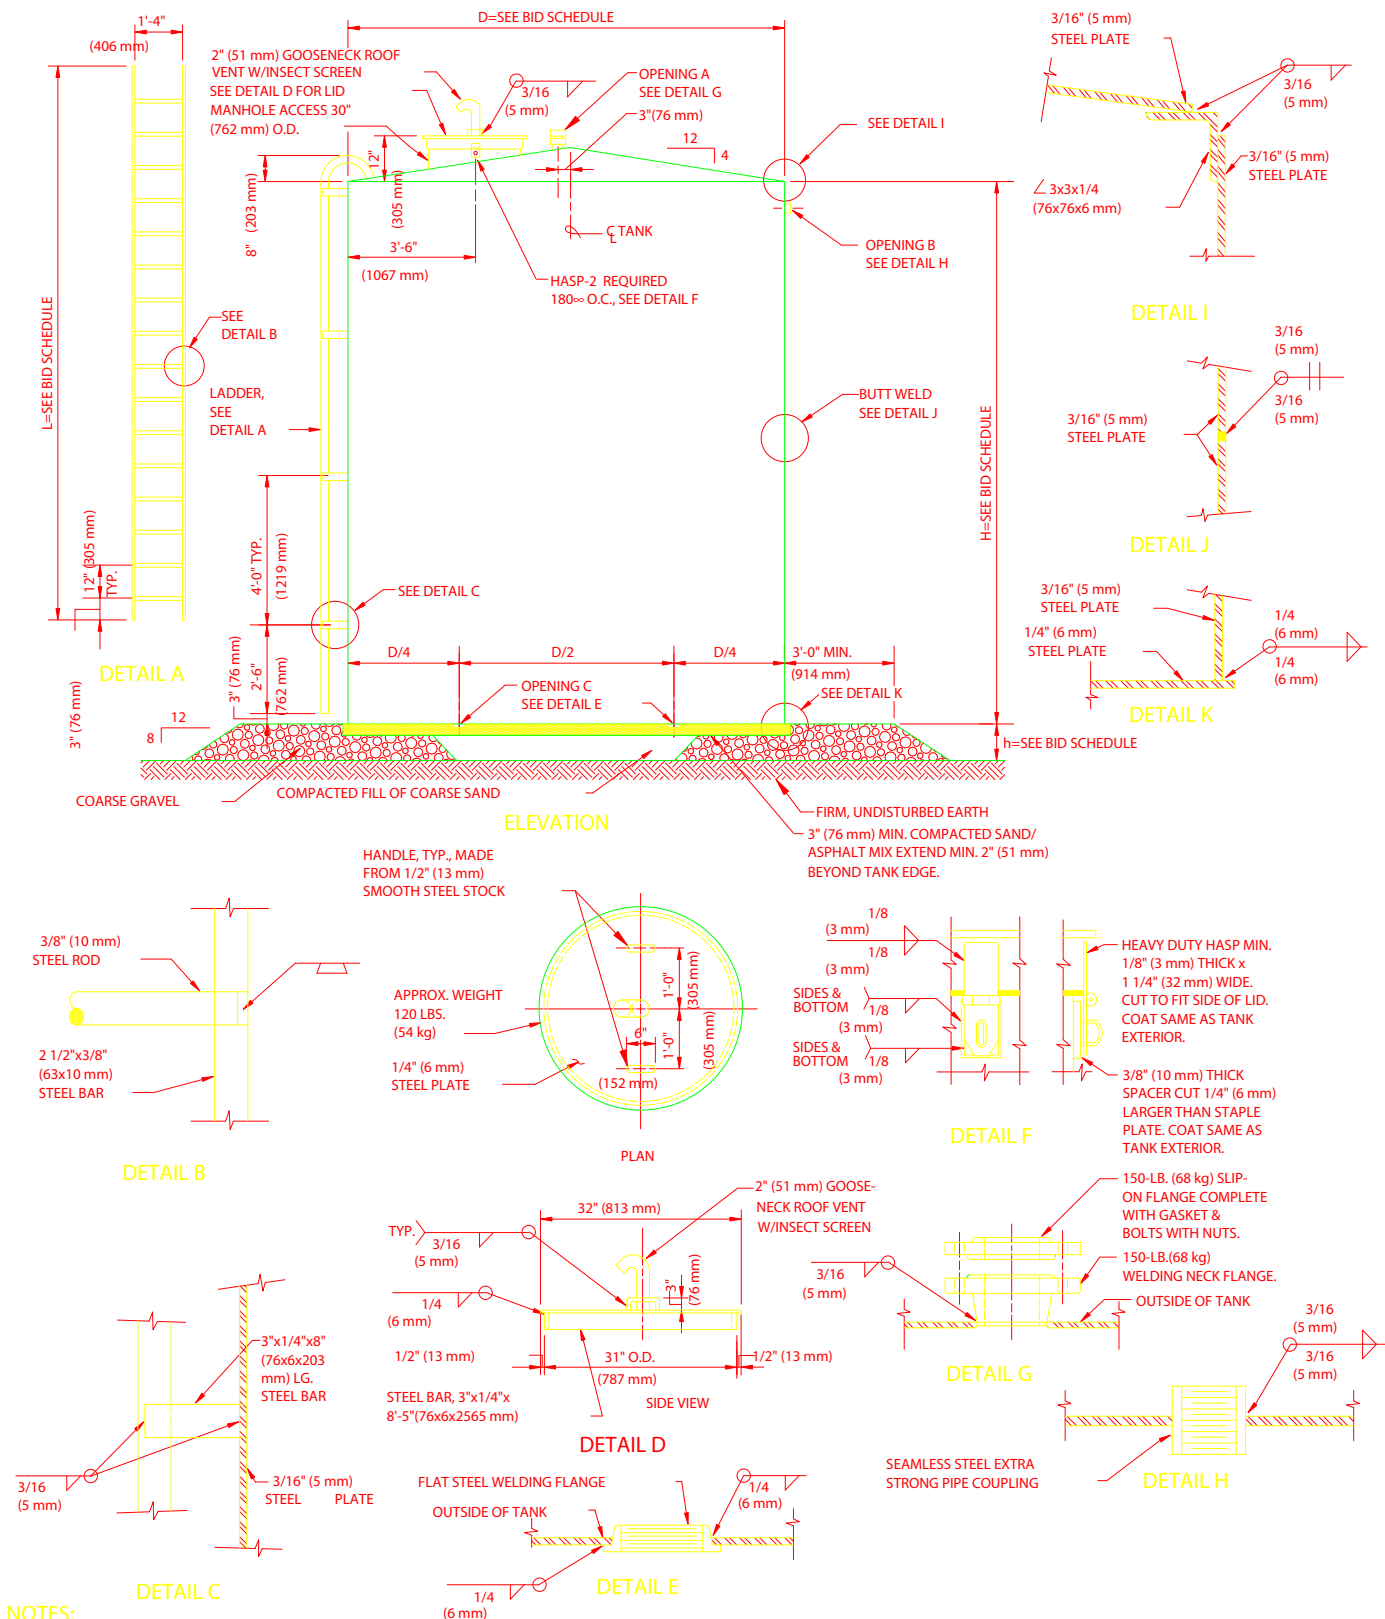 1'-4"
(406 mm)
D=SEE BID SCHEDULE
2" (51 mm) GOOSENECK ROOF
VENT W/INSECT SCREEN
SEE DETAIL D FOR LID
MANHOLE ACCESS 30"
(762 mm) O.D.
3/16
(5 mm)
OPENING A
SEE DETAIL G
3"(76 mm)
12
4
SEE DETAIL I
12"
(305 mm)
8" (203 mm)
3'-6"
(1067 mm)
℄ TANK
HASP-2 REQUIRED
180∞ O.C., SEE DETAIL F
OPENING B
SEE DETAIL H
L=SEE BID SCHEDULE
SEE
DETAIL B
LADDER,
SEE
DETAIL A
BUTT WELD
SEE DETAIL J
H=SEE BID SCHEDULE
12" (305 mm)
TYP.
4'-0" TYP.
(1219 mm)
SEE DETAIL C
2'-6"
(762 mm)
3" (76 mm)
3" (76 mm)
DETAIL A
D/4
D/2
D/4
3'-0" MIN.
(914 mm)
OPENING C
SEE DETAIL E
SEE DETAIL K
12
8
h=SEE BID SCHEDULE
COARSE GRAVEL
COMPACTED FILL OF COARSE SAND
FIRM, UNDISTURBED EARTH
ELEVATION
3" (76 mm) MIN. COMPACTED SAND/
ASPHALT MIX EXTEND MIN. 2" (51 mm)
BEYOND TANK EDGE.
3/16" (5 mm)
STEEL PLATE
3/16
(5 mm)
3/16" (5 mm)
STEEL PLATE
∠ 3x3x1/4
(76x76x6 mm)
DETAIL I
3/16
(5 mm)
3/16
(5 mm)
3/16" (5 mm)
STEEL PLATE
DETAIL J
3/16" (5 mm)
STEEL PLATE
1/4" (6 mm)
STEEL PLATE
1/4
(6 mm)
1/4
(6 mm)
DETAIL K
3/8" (10 mm)
STEEL ROD
2 1/2"x3/8"
(63x10 mm)
STEEL BAR
DETAIL B
HANDLE, TYP., MADE
FROM 1/2" (13 mm)
SMOOTH STEEL STOCK
APPROX. WEIGHT
120 LBS.
(54 kg)
1/4" (6 mm)
STEEL PLATE
1'-0"
(305 mm)
6"
1'-0"
(305 mm)
(152 mm)
PLAN
1/8
(3 mm)
1/8
(3 mm)
SIDES &
BOTTOM
1/8
(3 mm)
SIDES &
BOTTOM
1/8
(3 mm)
HEAVY DUTY HASP MIN.
1/8" (3 mm) THICK x
1 1/4" (32 mm) WIDE.
CUT TO FIT SIDE OF LID.
COAT SAME AS TANK
EXTERIOR.
3/8" (10 mm) THICK
SPACER CUT 1/4" (6 mm)
LARGER THAN STAPLE
PLATE. COAT SAME AS
TANK EXTERIOR.
DETAIL F
32" (813 mm)
2" (51 mm) GOOSE-
NECK ROOF VENT
W/INSECT SCREEN
TYP.
3/16
(5 mm)
3"
(76 mm)
1/4
(6 mm)
1/2" (13 mm)
31" O.D.
(787 mm)
1/2" (13 mm)
STEEL BAR, 3"x1/4"x
8'-5"(76x6x2565 mm)
SIDE VIEW
DETAIL D
150-LB. (68 kg) SLIP-
ON FLANGE COMPLETE
WITH GASKET &
BOLTS WITH NUTS.
150-LB.(68 kg)
WELDING NECK FLANGE.
3/16
(5 mm)
OUTSIDE OF TANK
DETAIL G
3/16
(5 mm)
3/16
(5 mm)
SEAMLESS STEEL EXTRA
STRONG PIPE COUPLING
DETAIL H
3"x1/4"x8"
(76x6x203
mm) LG.
STEEL BAR
3/16
(5 mm)
3/16" (5 mm)
STEEL PLATE
DETAIL C
FLAT STEEL WELDING FLANGE
OUTSIDE OF TANK
1/4
(6 mm)
1/4
(6 mm)
DETAIL E
NOTES: